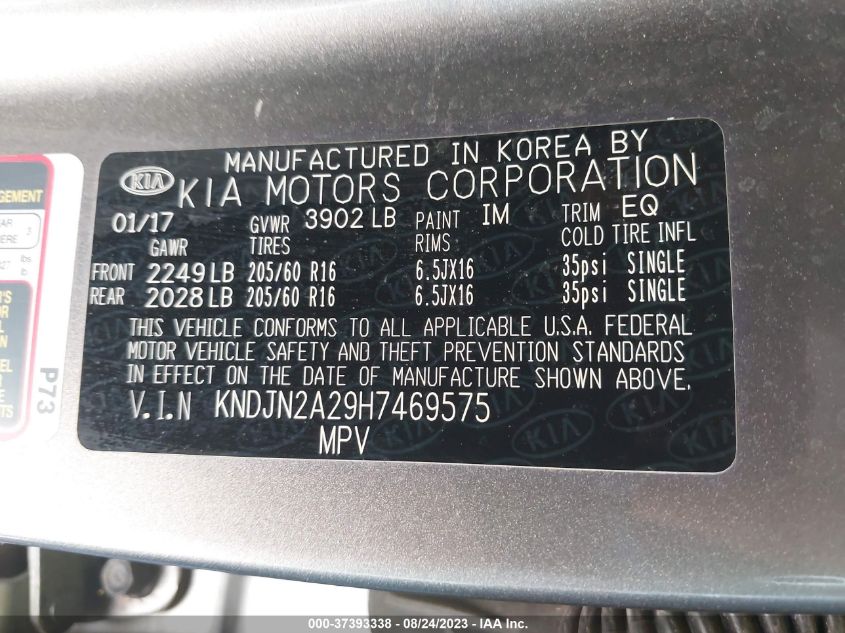 MANUFACTURED IN KOREA BY
KIA KIA MOTORS CORPORATION
01/17 GVWR 3902 LB PAINT IM TRIM EQ
GAWR TIRES RIMS COLD TIRE INFL
FRONT 2249 LB 205/60 R16 6.5JX16 35psi SINGLE
REAR 2028 LB 205/60 R16 6.5JX16 35psi SINGLE
THIS VEHICLE CONFORMS TO ALL APPLICABLE U.S.A. FEDERAL
MOTOR VEHICLE SAFETY AND THEFT PREVENTION STANDARDS
IN EFFECT ON THE DATE OF MANUFACTURE SHOWN ABOVE.
V.I.N KNDJN2A29H7469575
MPV
P73
000-37393338 - 08/24/2023 - IAA Inc.